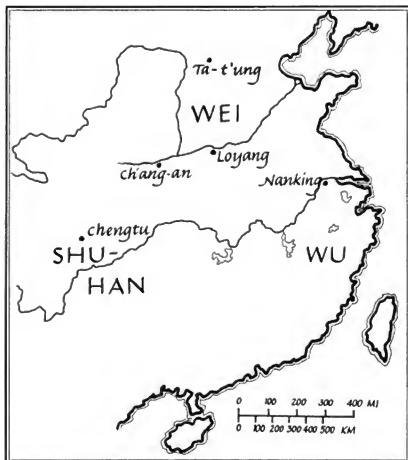 Ta-t'ung
WEI
Loyang
ch'ang-an
Nanking
chengtu
SHU-
HAN
WU
0 100 200 300 400 MI
0 100 200 300 400 500 KM